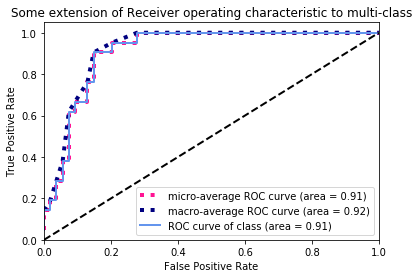 Some extension of Receiver operating characteristic to multi-class
1.0
0.8
0.6
0.4
0.2
0.0
True Positive Rate
micro-average ROC curve (area = 0.91)
macro-average ROC curve (area = 0.92)
ROC curve of class (area = 0.91)
0.0 0.2 0.4 0.6 0.8 1.0
False Positive Rate